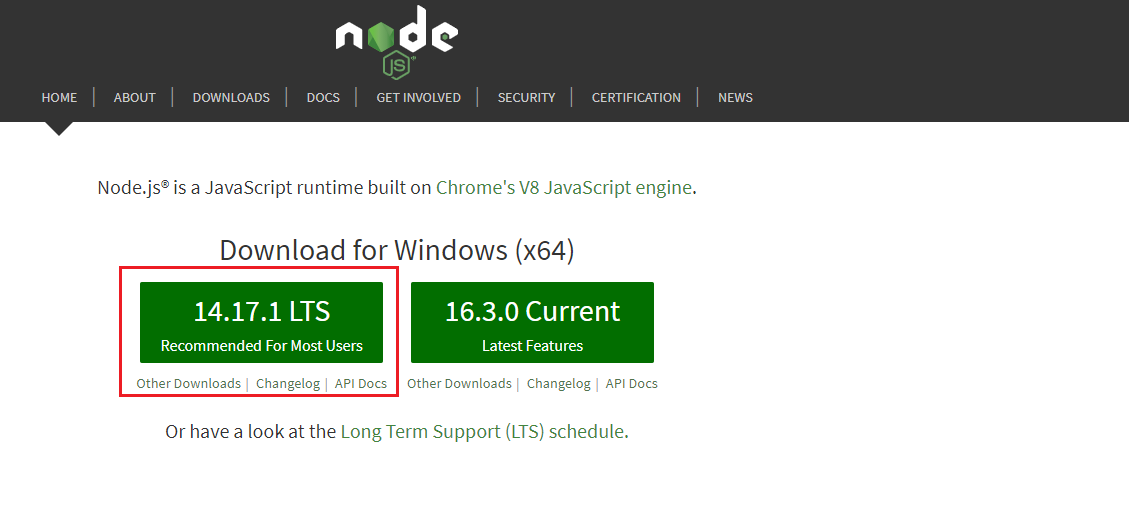 node
JS
HOME | ABOUT | DOWNLOADS | DOCS | GET INVOLVED | SECURITY | CERTIFICATION | NEWS
Node.js® is a JavaScript runtime built on Chrome's V8 JavaScript engine.
Download for Windows (x64)
14.17.1 LTS
Recommended For Most Users
Other Downloads | Changelog | API Docs
16.3.0 Current
Latest Features
Other Downloads | Changelog | API Docs
Or have a look at the Long Term Support (LTS) schedule.